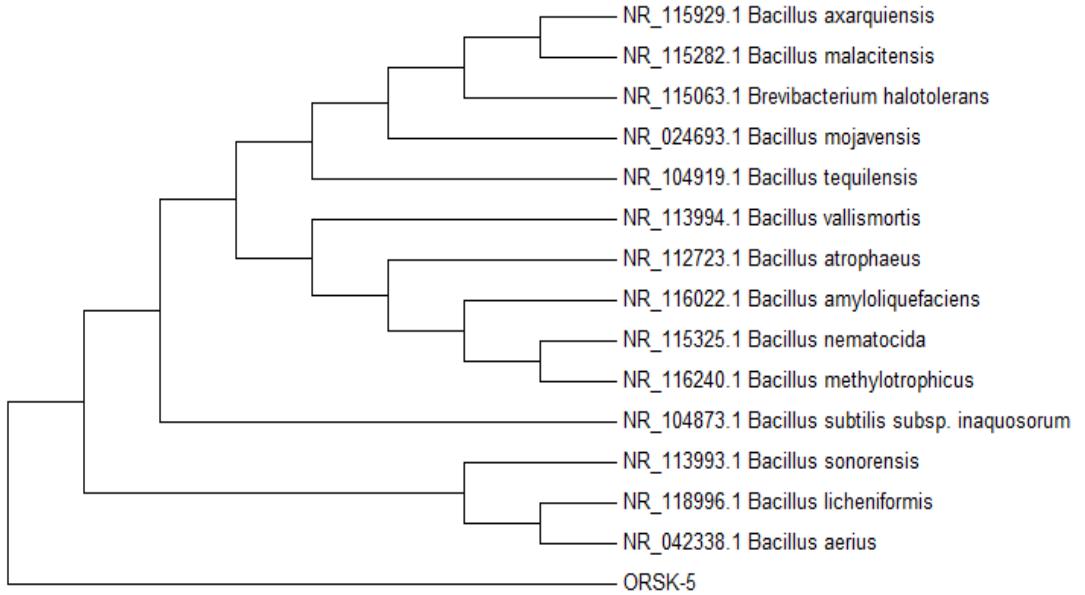 NR_115929.1 Bacillus axarquiensis
NR_115282.1 Bacillus malacitensis
NR_115063.1 Brevibacterium halotolerans
NR_024693.1 Bacillus mojavensis
NR_104919.1 Bacillus tequilensis
NR_113994.1 Bacillus vallismortis
NR_112723.1 Bacillus atrophaeus
NR_116022.1 Bacillus amyloliquefaciens
NR_115325.1 Bacillus nematocida
NR_116240.1 Bacillus methylotrophicus
NR_104873.1 Bacillus subtilis subsp. inaquosorum
NR_113993.1 Bacillus sonorensis
NR_118996.1 Bacillus licheniformis
NR_042338.1 Bacillus aerius
ORSK-5